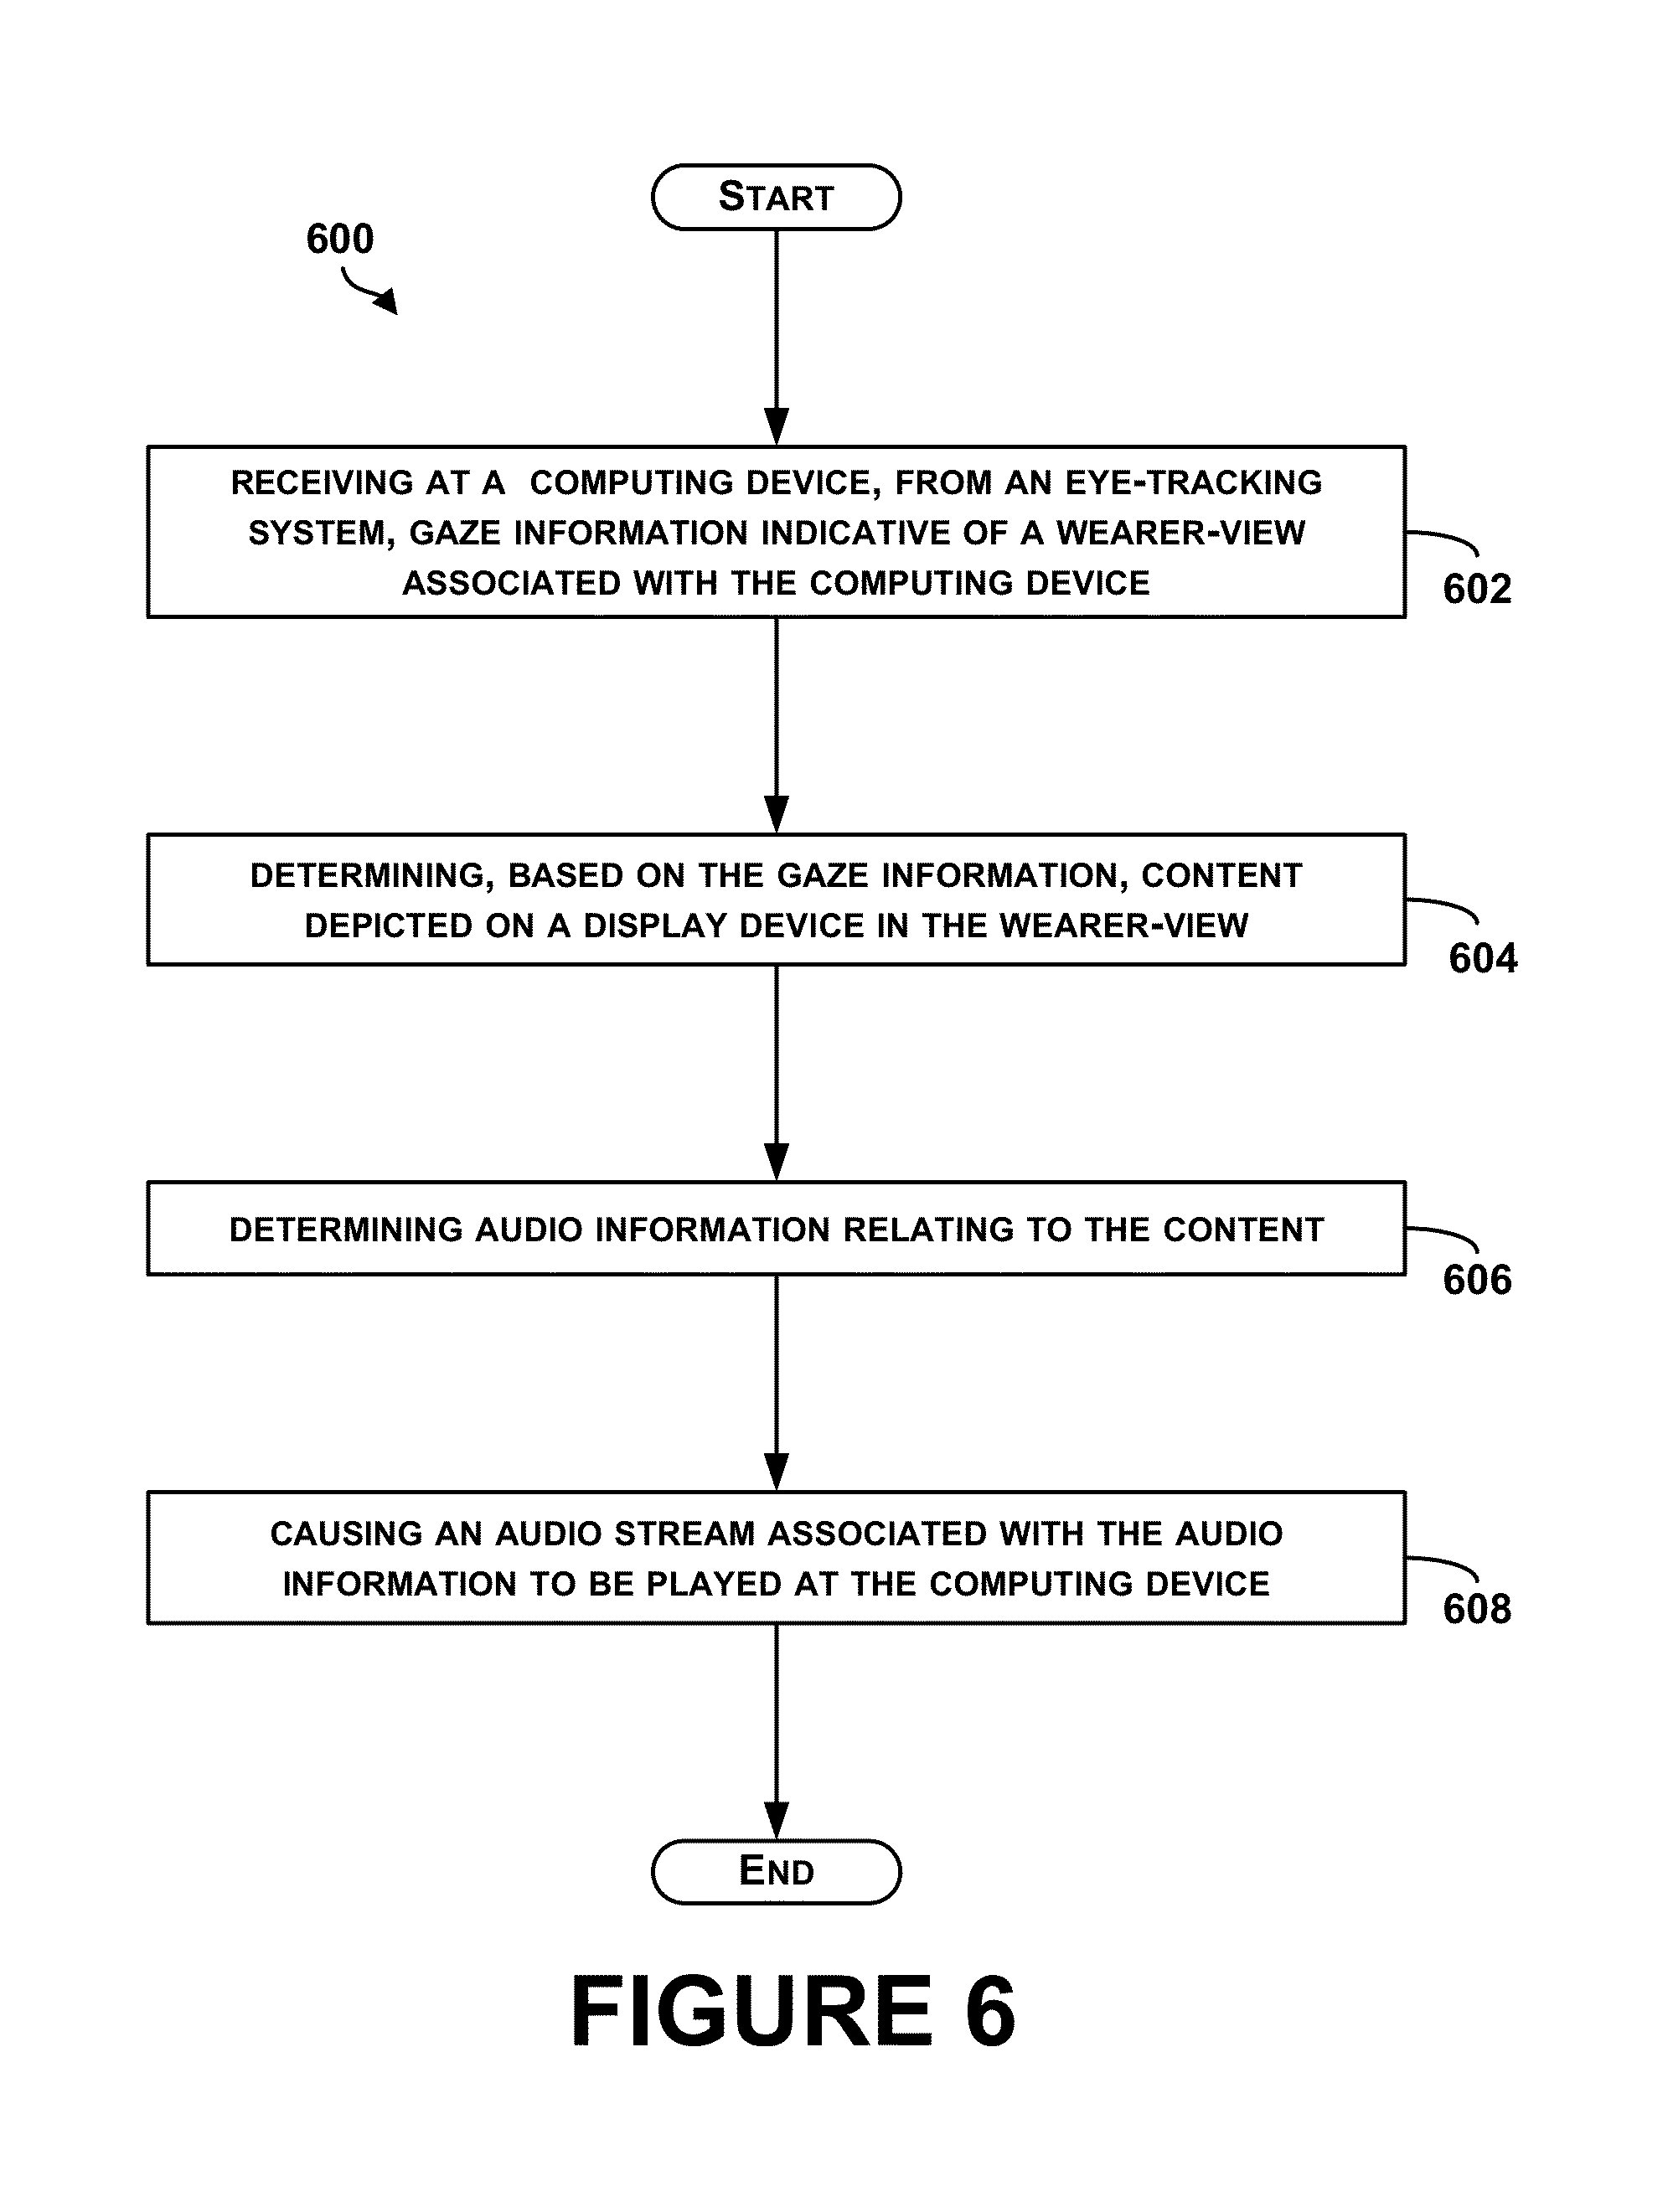 START
600
RECEIVING AT A COMPUTING DEVICE, FROM AN EYE-TRACKING
SYSTEM, GAZE INFORMATION INDICATIVE OF A WEARER-VIEW
ASSOCIATED WITH THE COMPUTING DEVICE
602
DETERMINING, BASED ON THE GAZE INFORMATION, CONTENT
DEPICTED ON A DISPLAY DEVICE IN THE WEARER-VIEW
604
DETERMINING AUDIO INFORMATION RELATING TO THE CONTENT
606
CAUSING AN AUDIO STREAM ASSOCIATED WITH THE AUDIO
INFORMATION TO BE PLAYED AT THE COMPUTING DEVICE
608
END
FIGURE 6